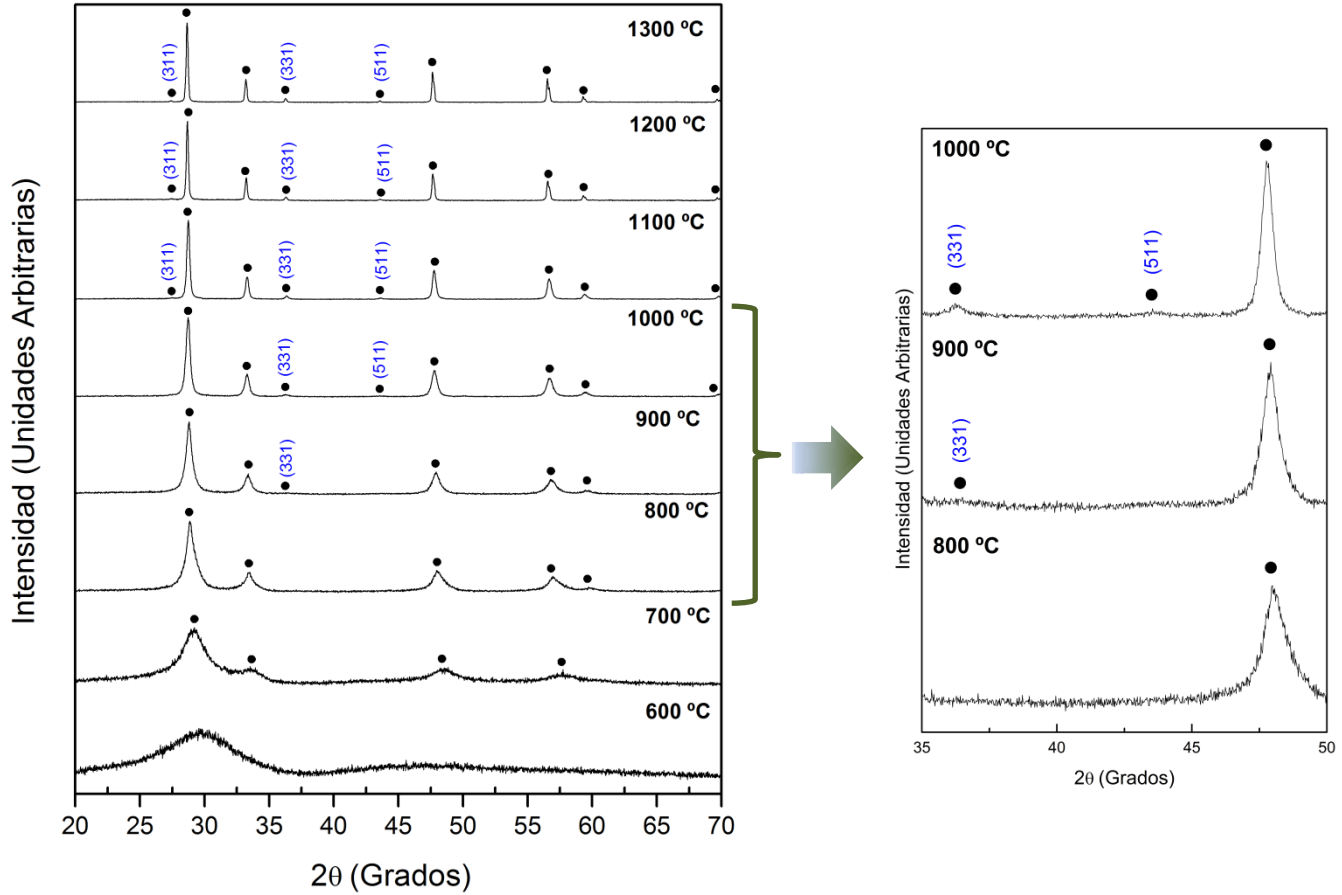 Intensidad (Unidades Arbitrarias)
1300 ºC
(311)
(331)
(511)
1200 ºC
(311)
(331)
(511)
1100 ºC
(311)
(331)
(511)
1000 ºC
(331)
(511)
900 ºC
(331)
800 ºC
700 ºC
600 ºC
20 25 30 35 40 45 50 55 60 65 70
2θ (Grados)
Intensidad (Unidades Arbitrarias)
1000 ºC
(331)
(511)
900 ºC
(331)
800 ºC
35 40 45 50
2θ (Grados)